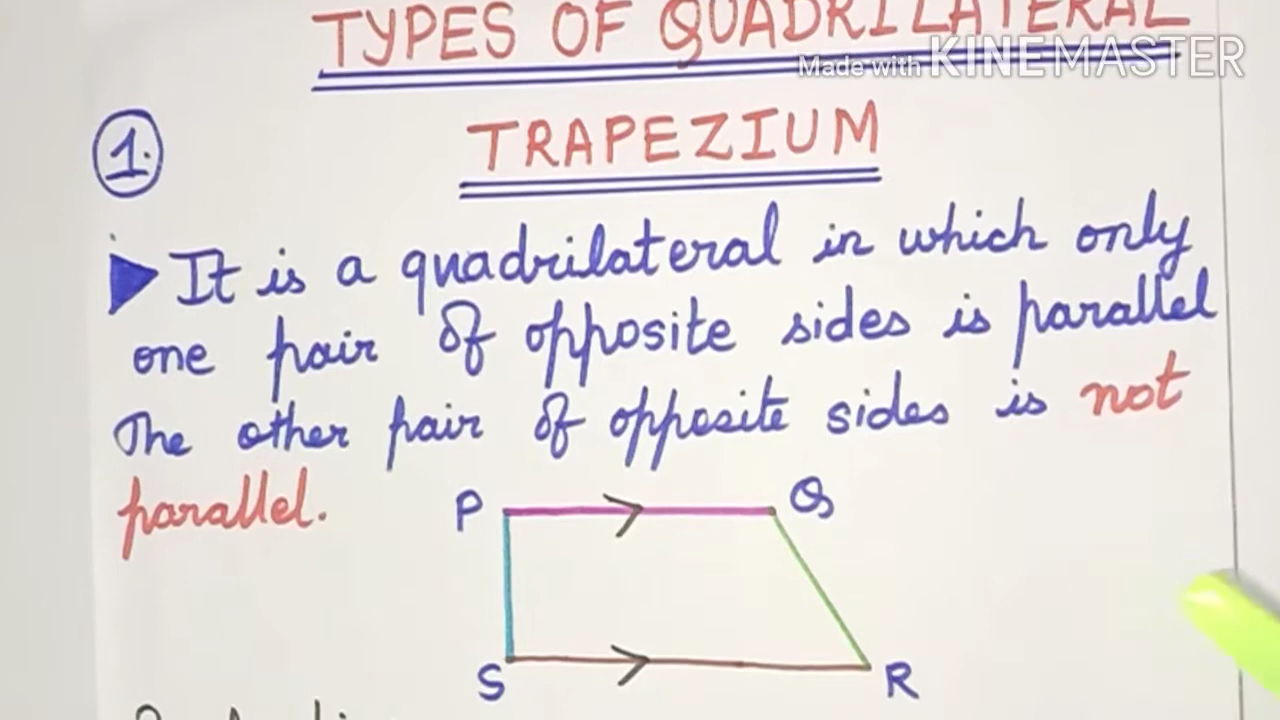 TYPES OF QUADRILATERAL
Made with KINEMASTER
1.
TRAPEZIUM
It is a quadrilateral in which only
one pair of opposite sides is parallel
The other pair of opposite sides is not
parallel.
P Q
S R